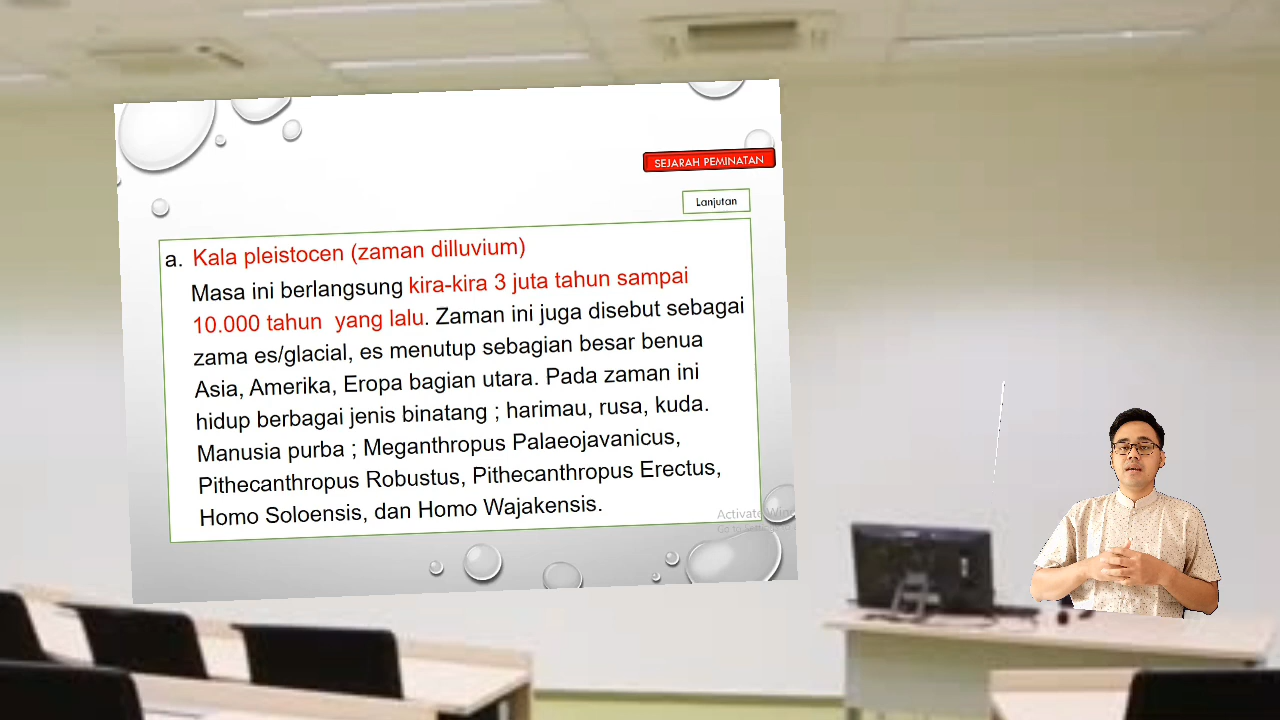 SEJARAH PEMINATAN
Lanjutan
a. Kala pleistocen (zaman dilluvium)
Masa ini berlangsung kira-kira 3 juta tahun sampai
10.000 tahun yang lalu. Zaman ini juga disebut sebagai
zama es/glacial, es menutup sebagian besar benua
Asia, Amerika, Eropa bagian utara. Pada zaman ini
hidup berbagai jenis binatang ; harimau, rusa, kuda.
Manusia purba ; Meganthropus Palaeojavanicus,
Pithecanthropus Robustus, Pithecanthropus Erectus,
Homo Soloensis, dan Homo Wajakensis.
Activate
Go to